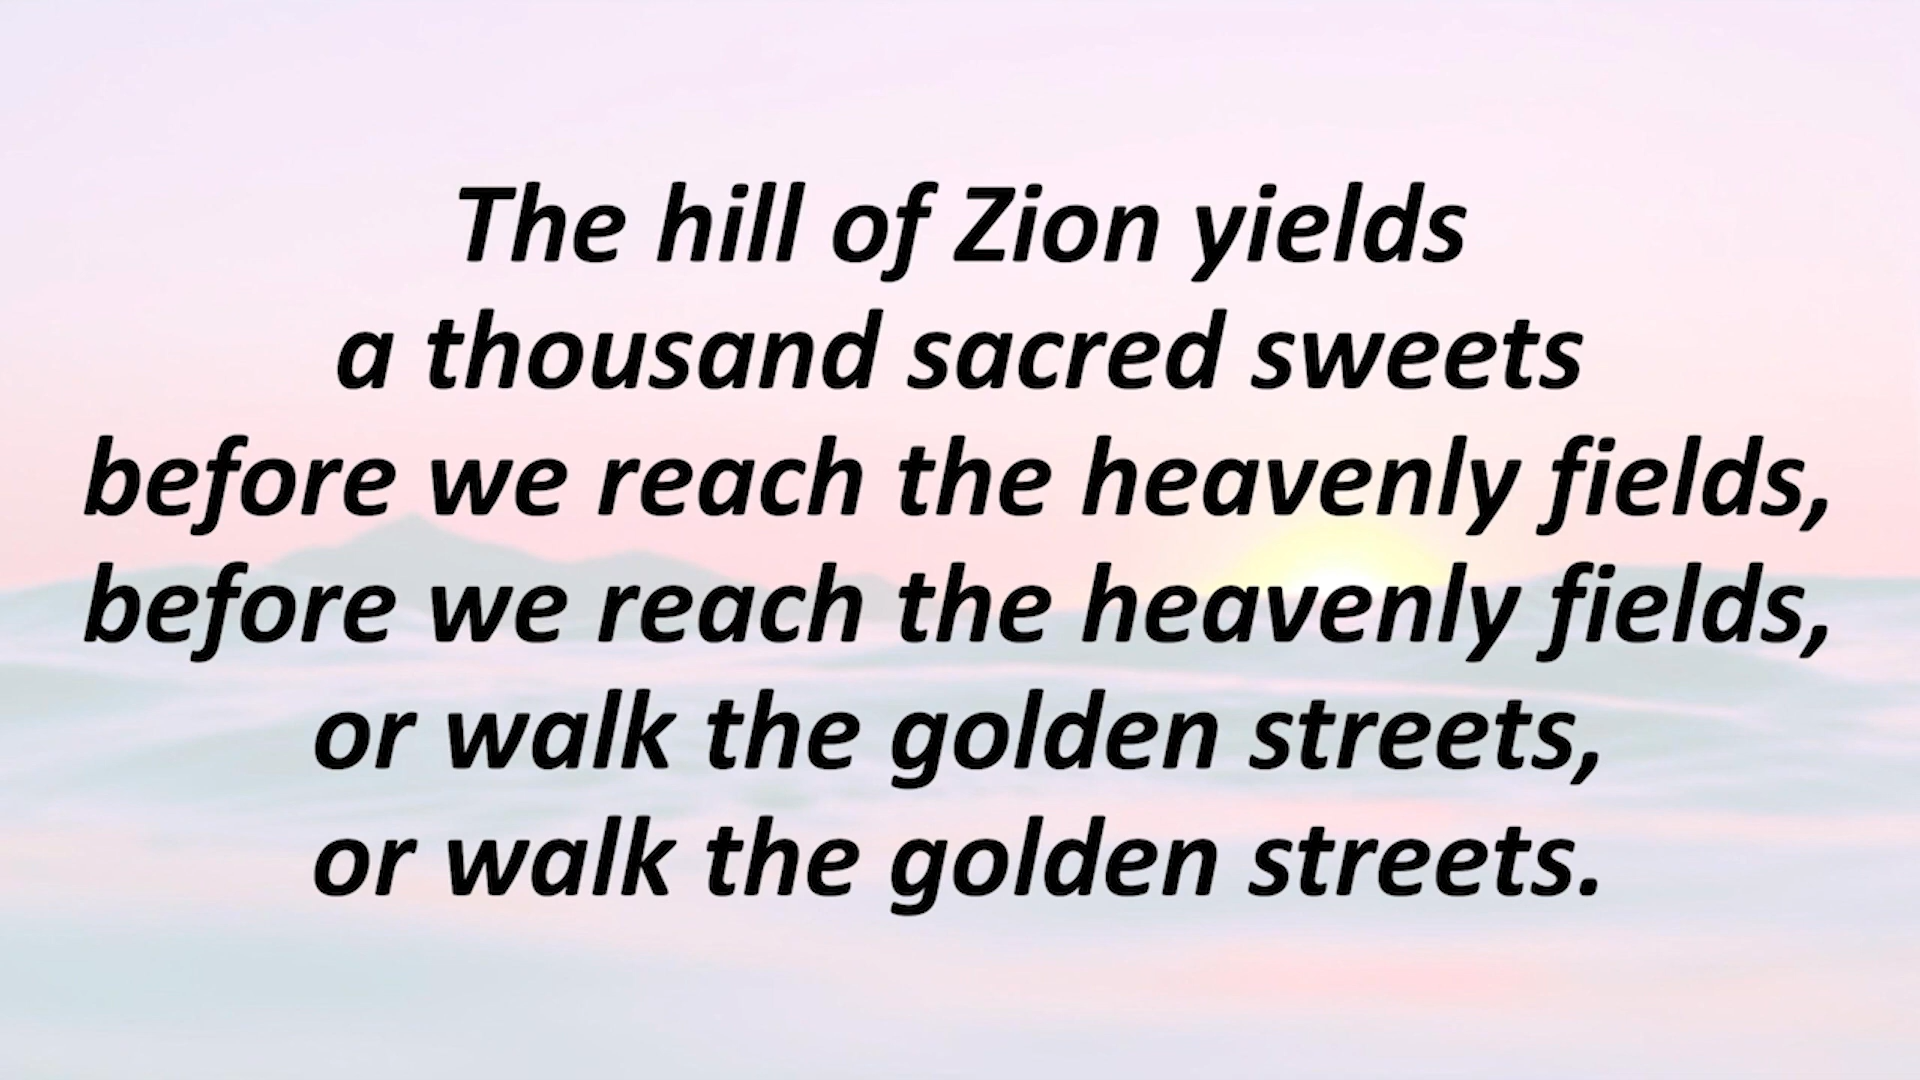 The hill of Zion yields
a thousand sacred sweets
before we reach the heavenly fields,
before we reach the heavenly fields,
or walk the golden streets,
or walk the golden streets.